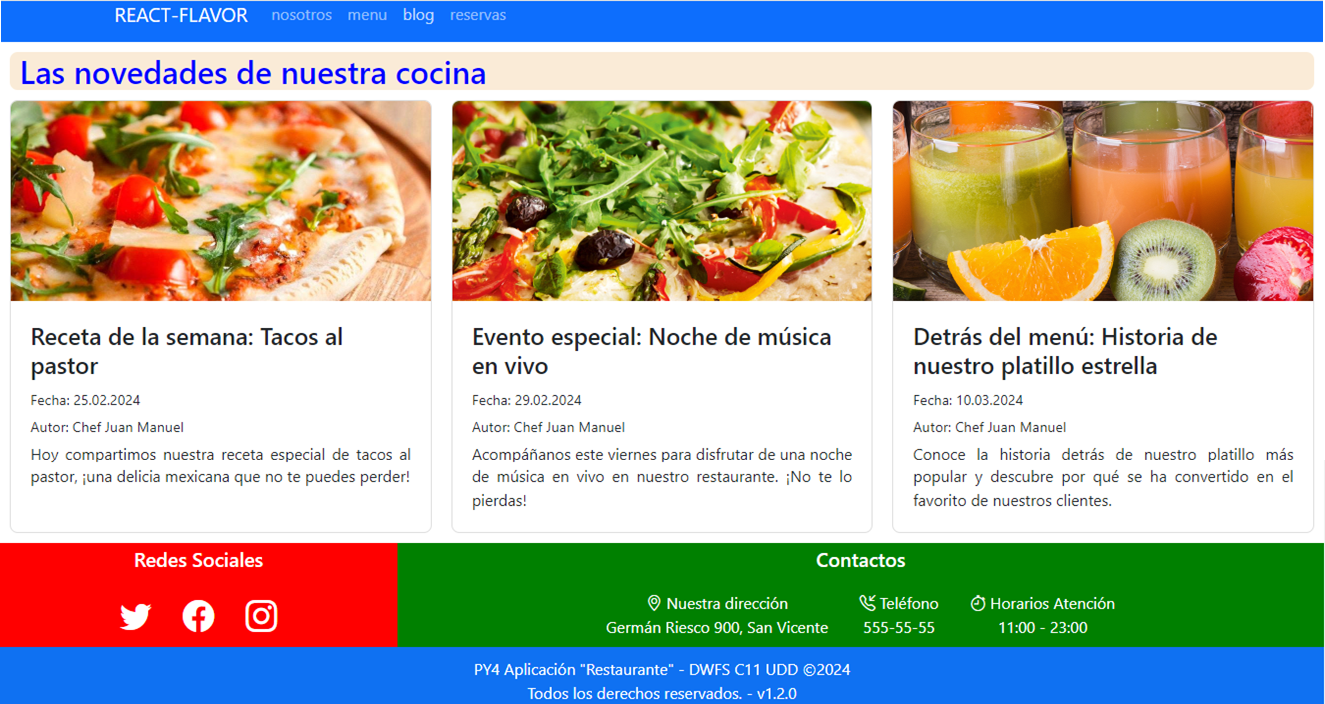 REACT-FLAVOR nosotros menu blog reservas
Las novedades de nuestra cocina
Receta de la semana: Tacos al
pastor
Fecha: 25.02.2024
Autor: Chef Juan Manuel
Hoy compartimos nuestra receta especial de tacos al
pastor, ¡una delicia mexicana que no te puedes perder!
Evento especial: Noche de música
en vivo
Fecha: 29.02.2024
Autor: Chef Juan Manuel
Acompáñanos este viernes para disfrutar de una noche
de música en vivo en nuestro restaurante. ¡No te lo
pierdas!
Detrás del menú: Historia de
nuestro platillo estrella
Fecha: 10.03.2024
Autor: Chef Juan Manuel
Conoce la historia detrás de nuestro platillo más
popular y descubre por qué se ha convertido en el
favorito de nuestros clientes.
Redes Sociales
Contactos
Nuestra dirección
Germán Riesco 900, San Vicente
Teléfono
555-55-55
Horarios Atención
11:00 - 23:00
PY4 Aplicación "Restaurante" - DWFS C11 UDD ©2024
Todos los derechos reservados. - v1.2.0